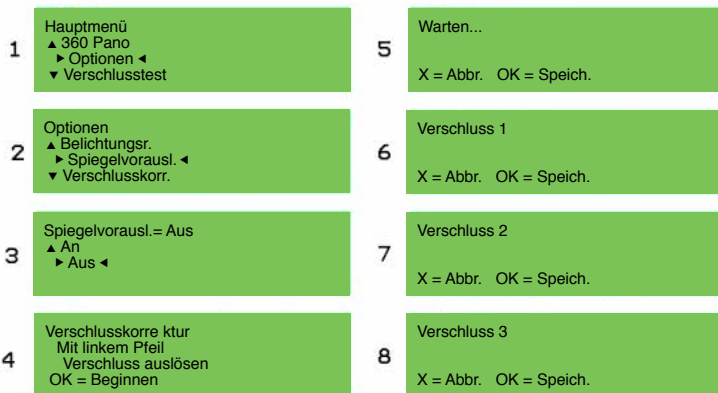 1
Hauptmenü
▲ 360 Pano
▶ Optionen ◀
▼ Verschlusstest
2
Optionen
▲ Belichtungsr.
▶ Spiegelvorausl. ◀
▼ Verschlusskorr.
3
Spiegelvorausl.= Aus
▲ An
▶ Aus ◀
4
Verschlusskorre ktur
Mit linkem Pfeil
Verschluss auslösen
OK = Beginnen
5
Warten...
X = Abbr. OK = Speich.
6
Verschluss 1
X = Abbr. OK = Speich.
7
Verschluss 2
X = Abbr. OK = Speich.
8
Verschluss 3
X = Abbr. OK = Speich.